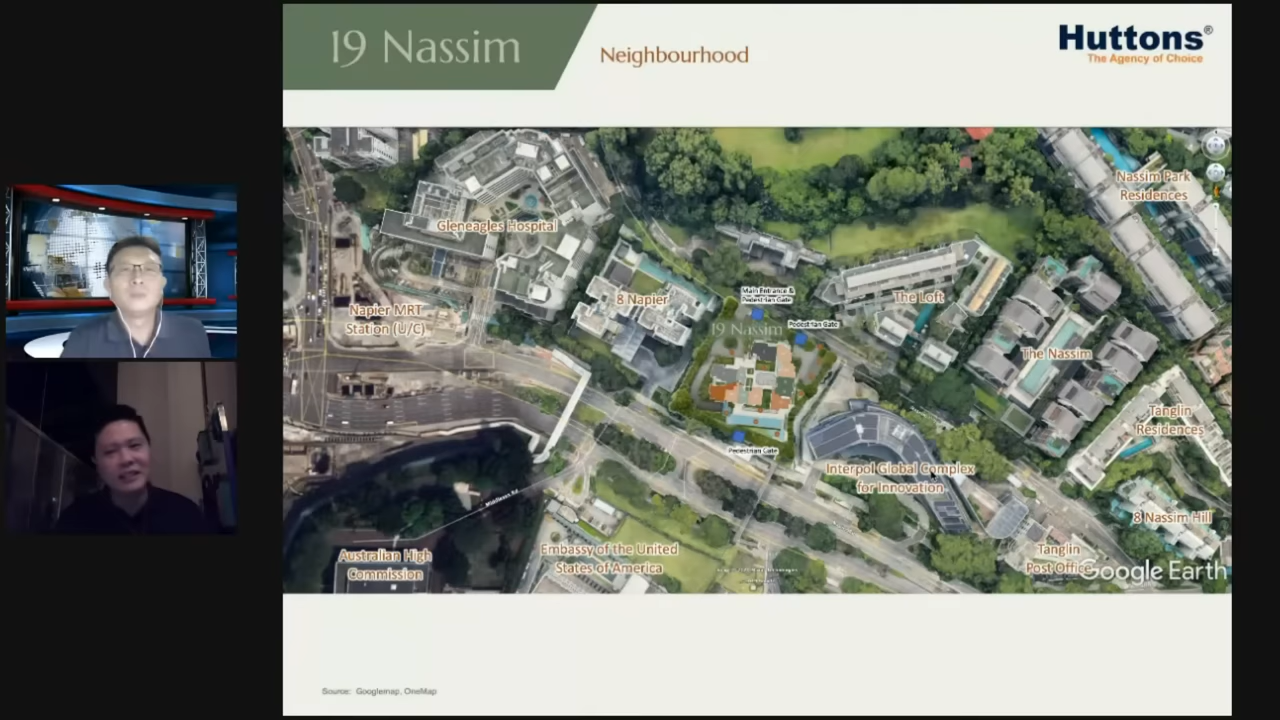 19 Nassim
Neighbourhood
Huttons®
The Agency of Choice
Nassim Park
Residences
Gleneagles Hospital
Main Entrance &
Pedestrian Gate
8 Napier
The Loft
Napier MRT
Station (U/C)
19 Nassim
Pedestrian Gate
The Nassim
Tanglin
Residences
Pedestrian Gate
Interpol Global Complex
for Innovation
Middlesex Rd
8 Nassim Hill
Australian High
Commission
Embassy of the United
States of America
Tanglin
Post Office
Google Earth
Source: Googlemap, OneMap